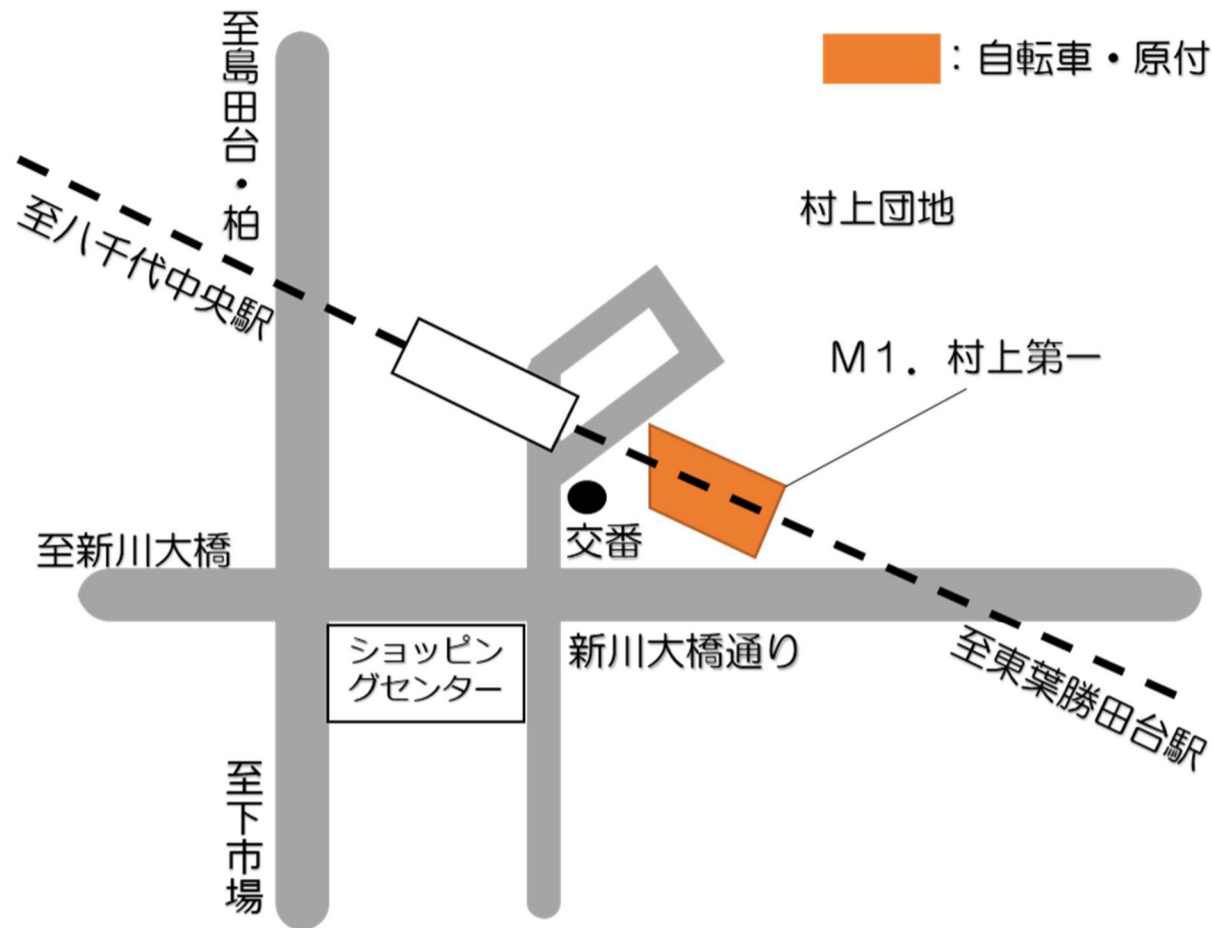 至島田台・柏
：自転車・原付
村上団地
至八千代中央駅
M1．村上第一
至新川大橋
交番
ショッピン
グセンター
新川大橋通り
至東葉勝田台駅
至下市場